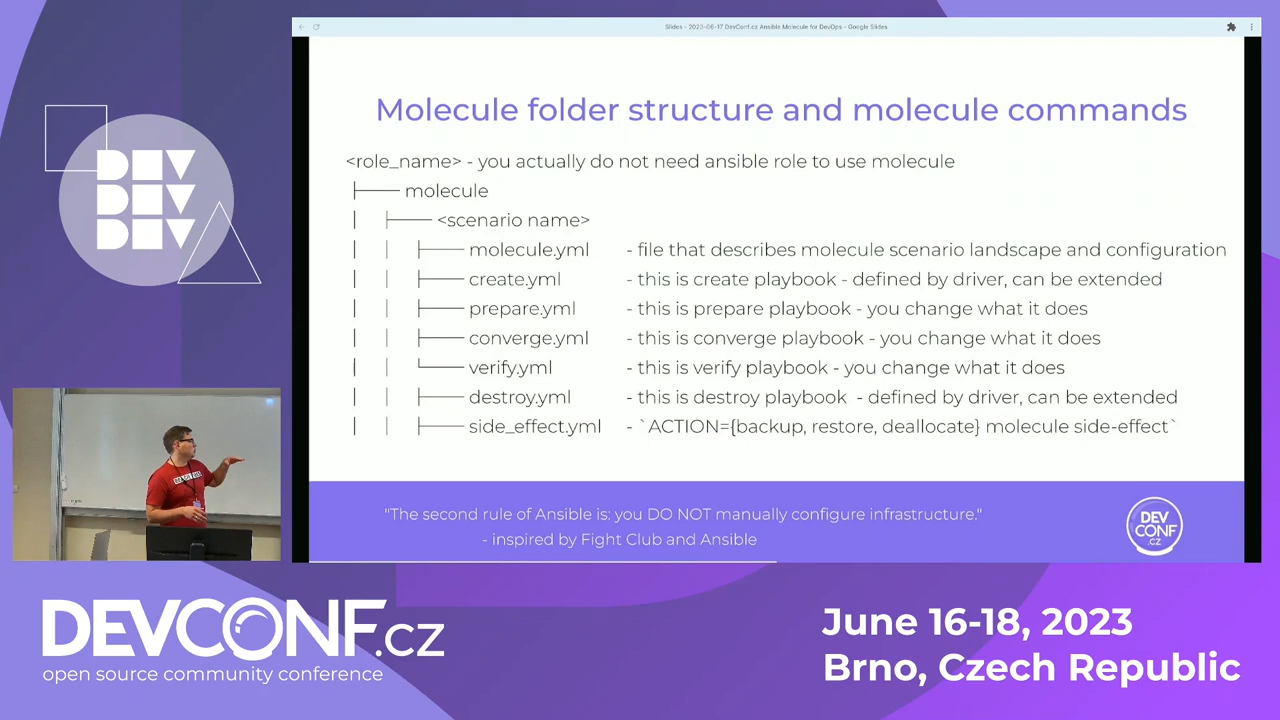 Slides - 2023-06-17 DevConf.cz Ansible Molecule for DevOps - Google Slides
DEV
DEV
DEV
Molecule folder structure and molecule commands
<role_name> - you actually do not need ansible role to use molecule
molecule
<scenario name>
molecule.yml - file that describes molecule scenario landscape and configuration
create.yml - this is create playbook - defined by driver, can be extended
prepare.yml - this is prepare playbook - you change what it does
converge.yml - this is converge playbook - you change what it does
verify.yml - this is verify playbook - you change what it does
destroy.yml - this is destroy playbook - defined by driver, can be extended
side_effect.yml - `ACTION={backup, restore, deallocate} molecule side-effect`
"The second rule of Ansible is: you DO NOT manually configure infrastructure."
- inspired by Fight Club and Ansible
DEV
CONF
.CZ
DEVCONF.cz
open source community conference
June 16-18, 2023
Brno, Czech Republic